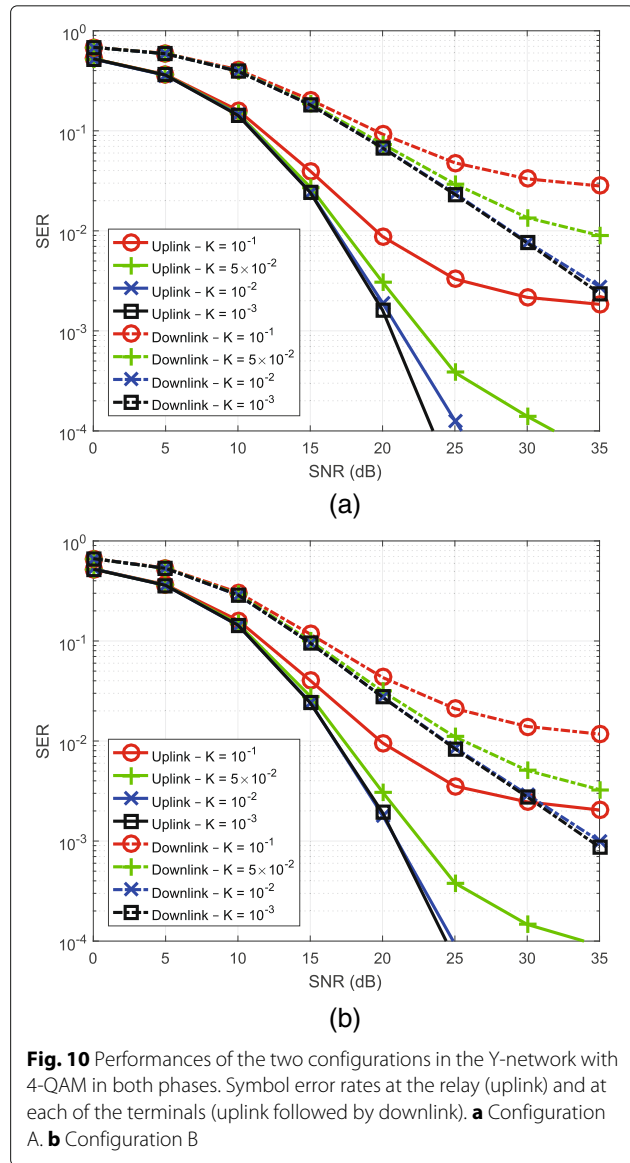 10^0
10^-1
10^-2
10^-3
10^-4
SER
Uplink – K = 10^-1
Uplink – K = 5×10^-2
Uplink – K = 10^-2
Uplink – K = 10^-3
Downlink – K = 10^-1
Downlink – K = 5×10^-2
Downlink – K = 10^-2
Downlink – K = 10^-3
0 5 10 15 20 25 30 35
SNR (dB)
(a)
10^0
10^-1
10^-2
10^-3
10^-4
SER
Uplink – K = 10^-1
Uplink – K = 5×10^-2
Uplink – K = 10^-2
Uplink – K = 10^-3
Downlink – K = 10^-1
Downlink – K = 5×10^-2
Downlink – K = 10^-2
Downlink – K = 10^-3
0 5 10 15 20 25 30 35
SNR (dB)
(b)
Fig. 10 Performances of the two configurations in the Y-network with
4-QAM in both phases. Symbol error rates at the relay (uplink) and at
each of the terminals (uplink followed by downlink). a Configuration
A. b Configuration B